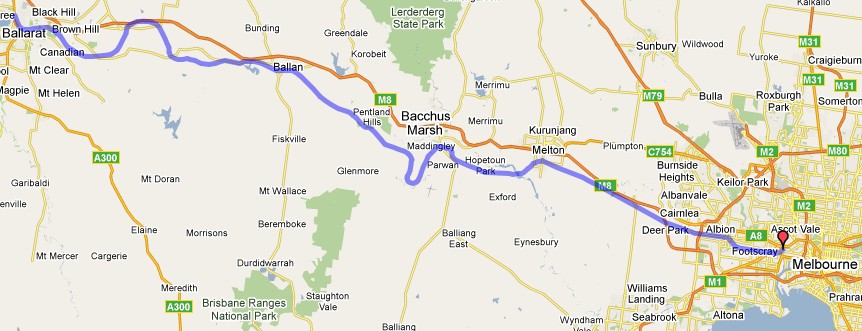 Black Hill
Ballarat
Brown Hill
Canadian
Mt Clear
Mt Helen
Magpie
Bunding
Greendale
Korobeit
Lerderderg
State Park
Ballan
Pentland
Hills
M8
Bacchus
Marsh
Maddingley
Merrimu
Merrimu
Kurunjang
Melton
Parwan
Hopetoun
Park
Exford
Fiskville
Glenmore
A300
Mt Doran
Mt Wallace
Garibaldi
Beremboke
Elaine
Morrisons
Mt Mercer
Cargerie
Durdidwarrah
Meredith
A300
Brisbane Ranges
National Park
Staughton
Vale
Balliang
East
Eynesbury
Balliang
Sunbury
Wildwood
M31
Kalkallo
Yuroke
Craigieburn
M79
Bulla
Roxburgh
Park
M31
M31
Somerton
Plumpton
C754
M2
M80
Burnside
Heights
Keilor Park
M8
Albanvale
Cairnlea
M2
Deer Park
Albion
A8
Ascot Vale
Footscray
Melbourne
M1
Williams
Landing
Seabrook
Altona
Wyndham
Prahran